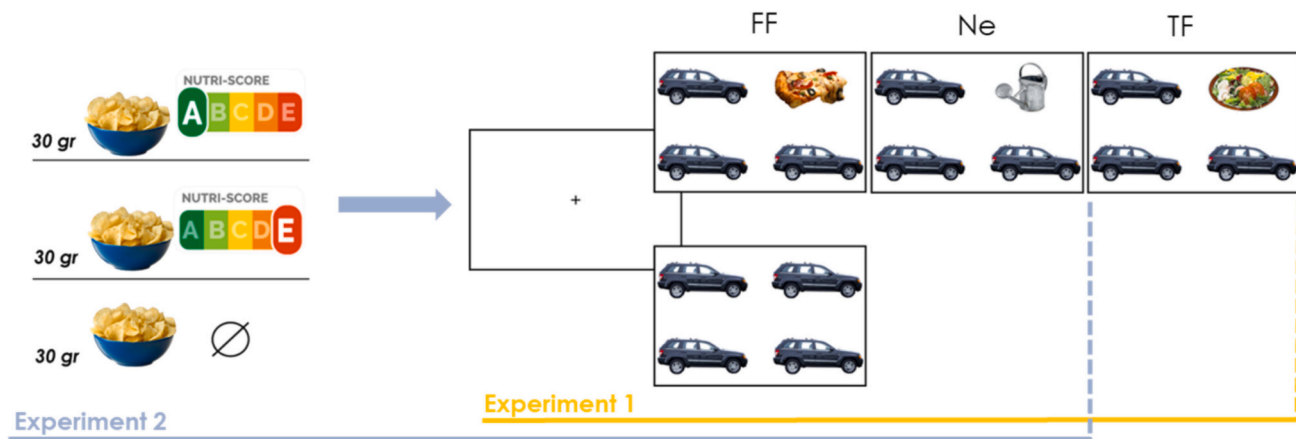 FF
Ne
TF
NUTRI-SCORE
A B C D E
30 gr
NUTRI-SCORE
A B C D E
30 gr
+
30 gr
Experiment 1
Experiment 2